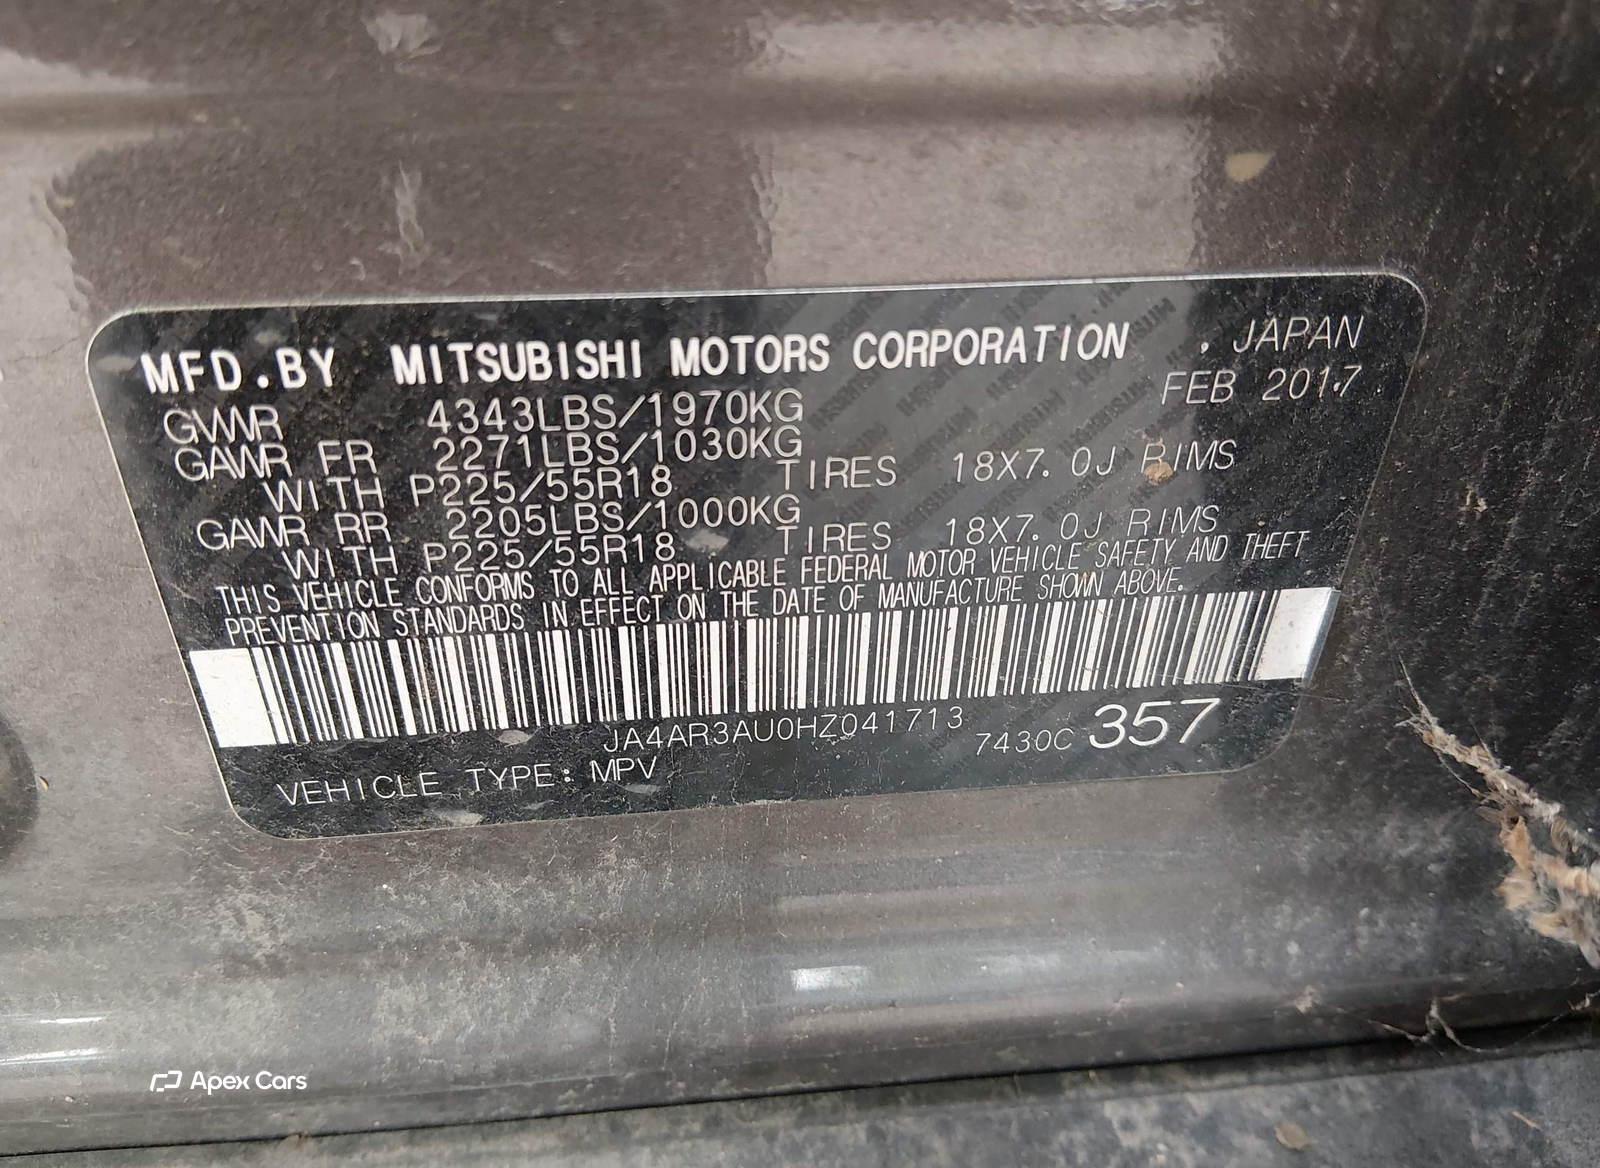 MFD.BY MITSUBISHI MOTORS CORPORATION , JAPAN
FEB 2017
GVWR 4343LBS/1970KG
GAWR FR 2271LBS/1030KG
WITH P225/55R18 TIRES 18X7.0J RIMS
GAWR RR 2205LBS/1000KG
WITH P225/55R18 TIRES 18X7.0J RIMS
THIS VEHICLE CONFORMS TO ALL APPLICABLE FEDERAL MOTOR VEHICLE SAFETY AND THEFT
PREVENTION STANDARDS IN EFFECT ON THE DATE OF MANUFACTURE SHOWN ABOVE.
JA4AR3AU0HZ041713
7430C 357
VEHICLE TYPE: MPV
Apex Cars